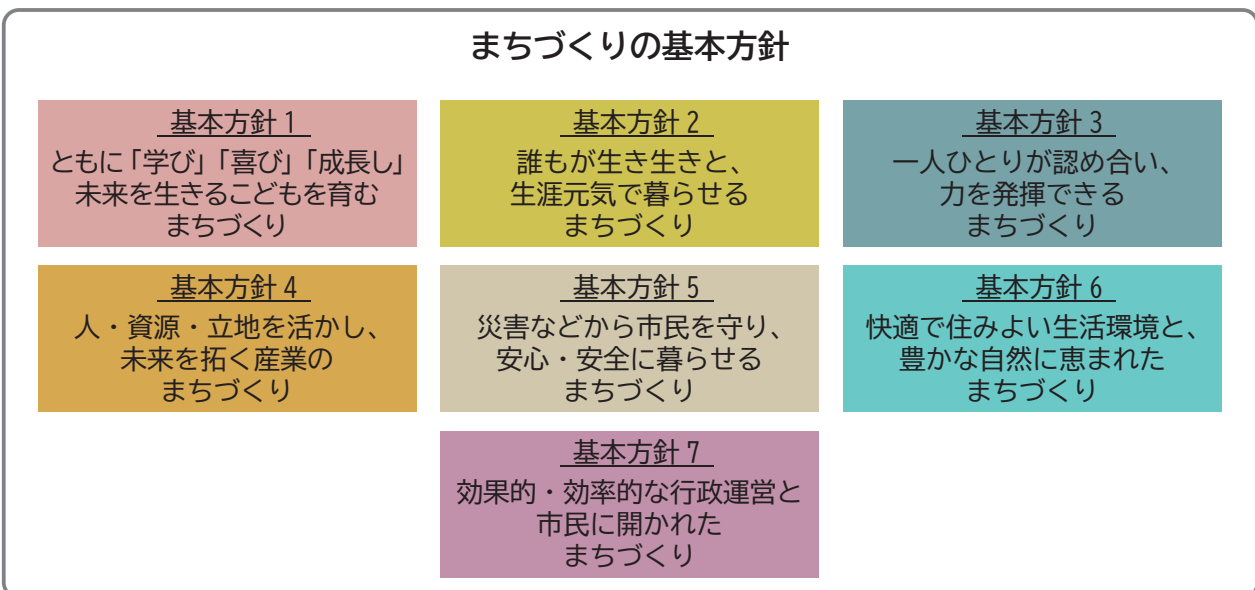 まちづくりの基本方針
基本方針 1
ともに「学び」「喜び」「成長し」
未来を生きるこどもを育む
まちづくり
基本方針 2
誰もが生き生きと、
生涯元気で暮らせる
まちづくり
基本方針 3
一人ひとりが認め合い、
力を発揮できる
まちづくり
基本方針 4
人・資源・立地を活かし、
未来を拓く産業の
まちづくり
基本方針 5
災害などから市民を守り、
安心・安全に暮らせる
まちづくり
基本方針 6
快適で住みよい生活環境と、
豊かな自然に恵まれた
まちづくり
基本方針 7
効果的・効率的な行政運営と
市民に開かれた
まちづくり